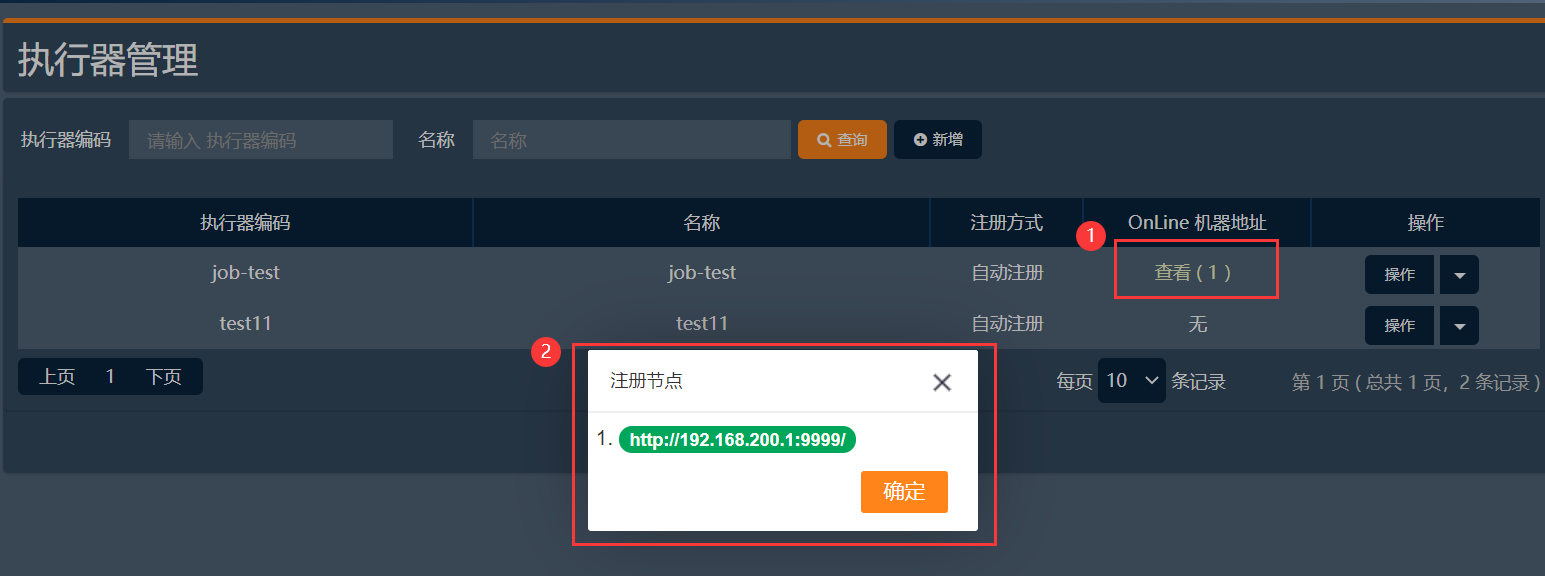 执行器管理
执行器编码 请输入 执行器编码 名称 名称 查询 新增
执行器编码 名称 注册方式 OnLine 机器地址 操作
1
job-test job-test 自动注册 查看 ( 1 ) 操作
test11 test11 自动注册 无 操作
2
上页 1 下页 每页 10 条记录 第 1 页 ( 总共 1 页，2 条记录 )
注册节点
1. http://192.168.200.1:9999/
确定